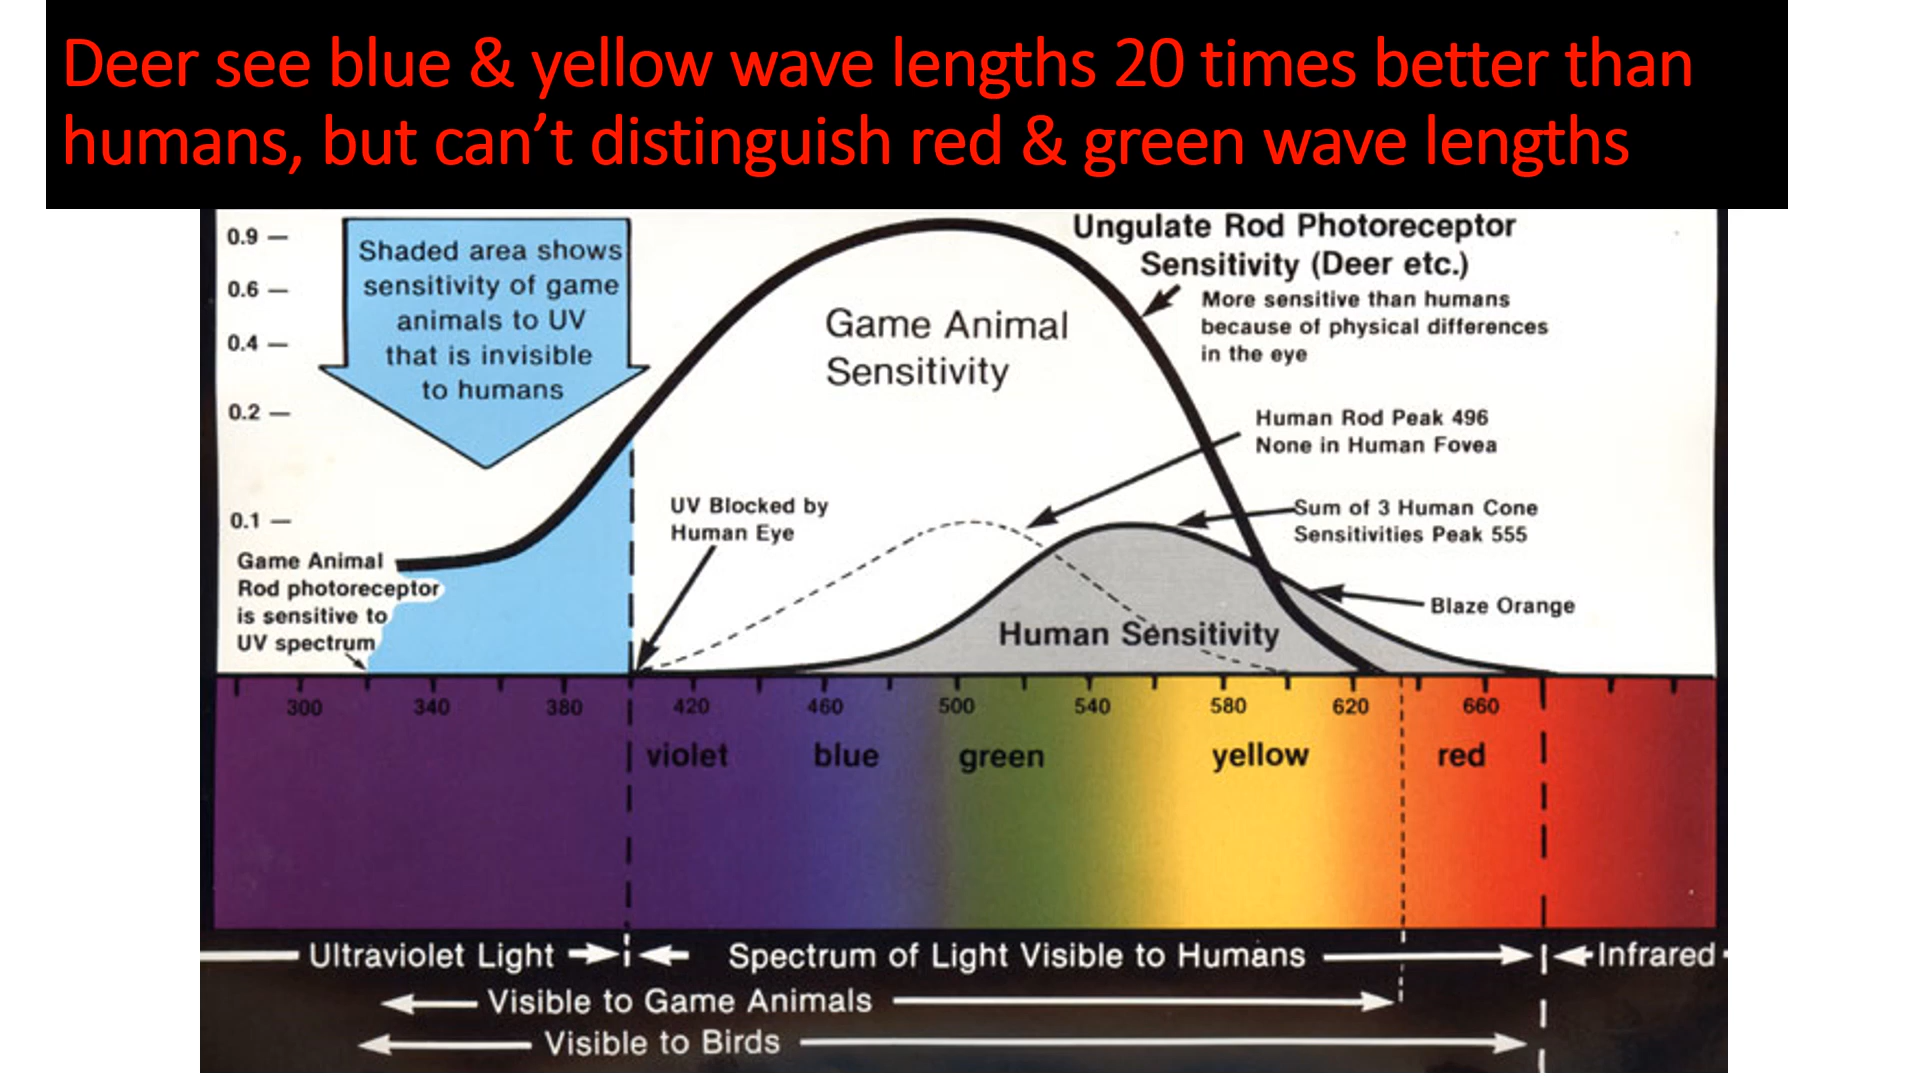 Deer see blue & yellow wave lengths 20 times better than
humans, but can’t distinguish red & green wave lengths
Ungulate Rod Photoreceptor
Sensitivity (Deer etc.)
More sensitive than humans
because of physical differences
in the eye
0.9
0.6
0.4
0.2
0.1
Shaded area shows
sensitivity of game
animals to UV
that is invisible
to humans
Game Animal
Sensitivity
Human Rod Peak 496
None in Human Fovea
UV Blocked by
Human Eye
Sum of 3 Human Cone
Sensitivities Peak 555
Game Animal
Rod photoreceptor
is sensitive to
UV spectrum
Blaze Orange
Human Sensitivity
300 340 380 420 460 500 540 580 620 660
violet blue green yellow red
Ultraviolet Light Spectrum of Light Visible to Humans Infrared
Visible to Game Animals
Visible to Birds